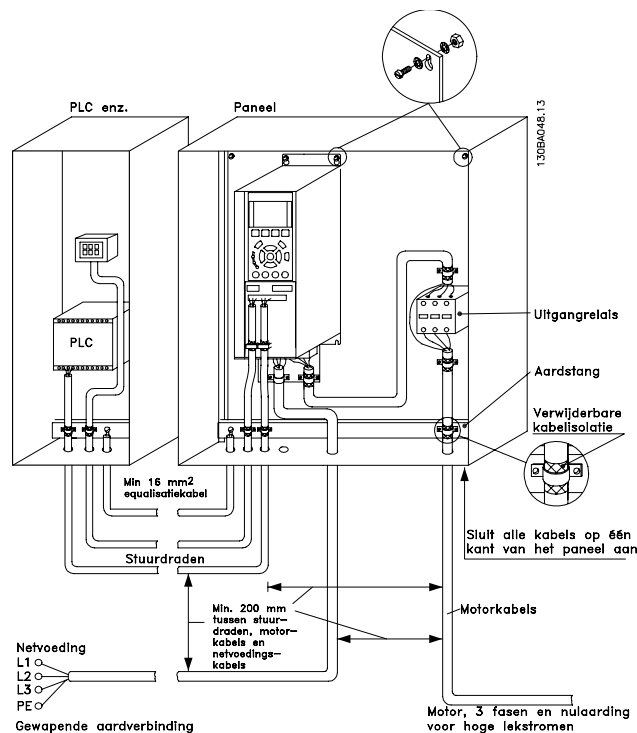 PLC enz.
Paneel
130BA048.13
PLC
Uitgangrelais
Aardstang
Verwijderbare
kabelisolatie
Min 16 mm2
equalisatiekabel
Stuurdraden
Sluit alle kabels op één
kant van het paneel aan
Min. 200 mm
tussen stuur-
draden, motor-
kabels en
netvoedings-
kabels
Motorkabels
Netvoeding
L1
L2
L3
PE
Gewapende aardverbinding
Motor, 3 fasen en nulaarding
voor hoge lekstromen